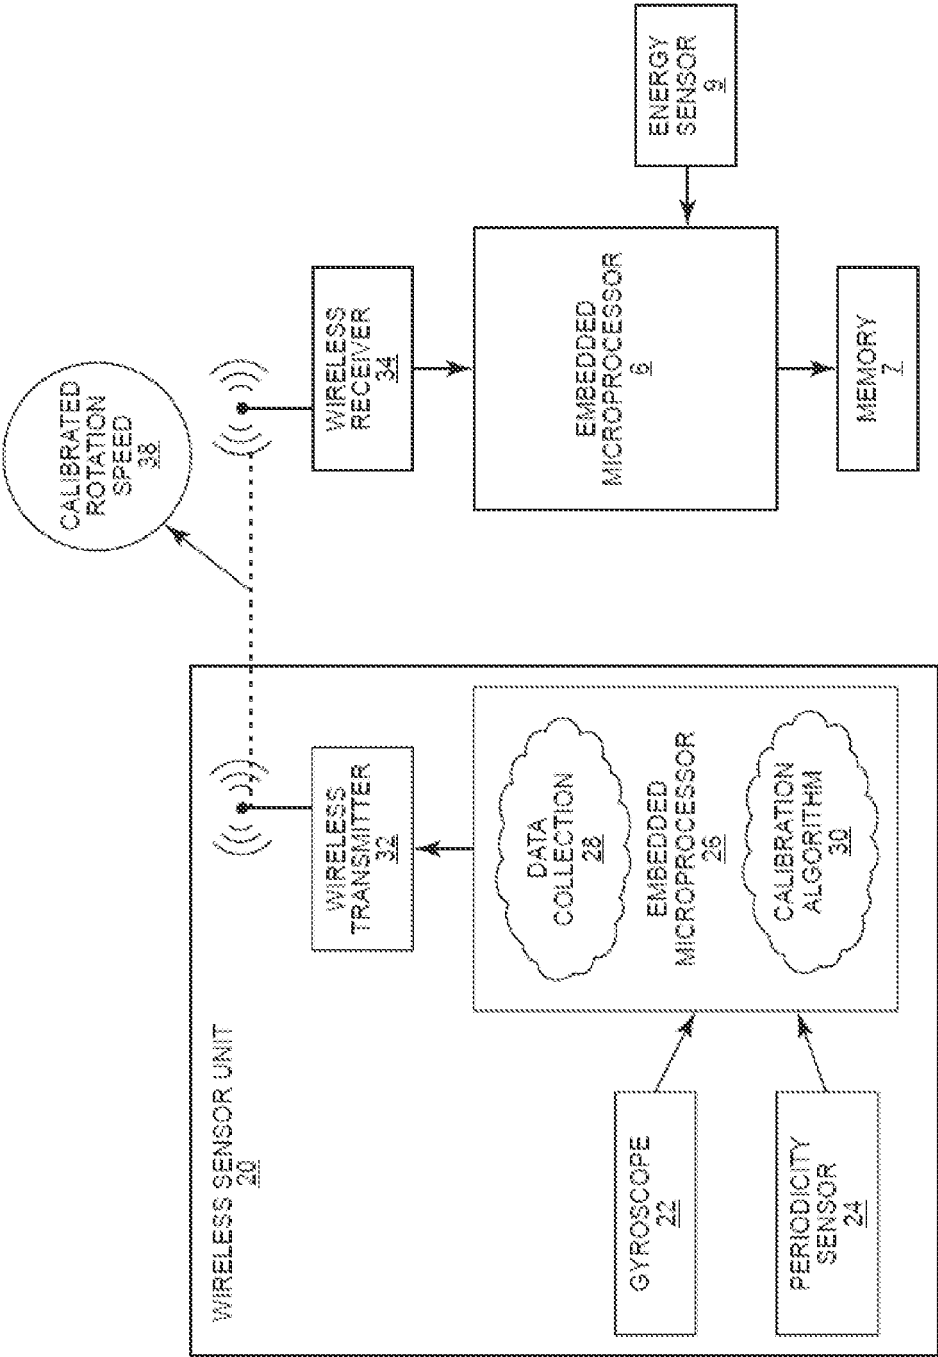 WIRELESS SENSOR UNIT
20
GYROSCOPE
22
PERIODICITY
SENSOR
24
WIRELESS
TRANSMITTER
32
DATA
COLLECTION
28
EMBEDDED
MICROPROCESSOR
26
CALIBRATION
ALGORITHM
30
CALIBRATED
ROTATION
SPEED
38
WIRELESS
RECEIVER
34
EMBEDDED
MICROPROCESSOR
6
MEMORY
7
ENERGY
SENSOR
9